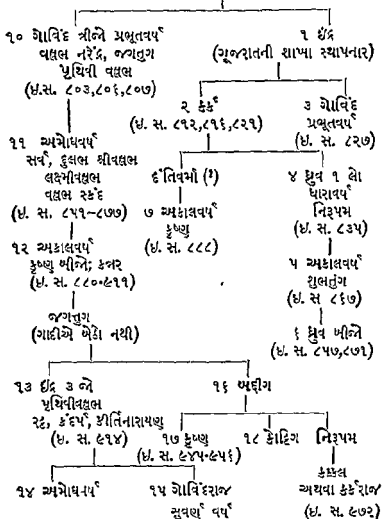 ૧૦ ગોવિંદ ત્રીજો પ્રભૂતવર્ષ
વલ્લભ નરેંદ્ર, જગતુગ
પૃથિવી વલ્લભ
(ઇ.સ. ૮૦૩,૮૦૬,૮૦૭)
૧ ઇંદ્ર
(ગૂજરાતની શાખા સ્થાપનાર)
૨ કર્ક
(ઇ. સ. ૮૧૨,૮૧૬,૮૨૧)
૩ ગોવિંદ
પ્રભૂતવર્ષ
(ઇ. સ. ૮૨૭)
૧૧ અમોઘવર્ષ
સર્વ, દુલભ શ્રીવલ્લભ
લક્ષ્મીવલ્લભ
વલ્લભ સ્કંદ
(ઇ. સ. ૮૫૧-૮૭૭)
દંતિવર્મા (?)
૭ અકાલવર્ષ
કૃષ્ણ
(ઇ. સ. ૮૮૮)
૪ ધ્રુવ ૧ લો
ધારાવર્ષ
નિરૂપમ
(ઇ. સ. ૮૩૫)
૧૨ અકાલવર્ષ
કૃષ્ણ બીજો; કન્નર
(ઇ. સ. ૮૮૦-૯૧૧)
૫ અકાલવર્ષ
શુભતુંગ
(ઇ. સ ૮૬૭)
જગત્તુગ
(ગાદીએ બેઠો નથી)
૬ ધ્રુવ બીજો
(ઇ. સ. ૮૫૭,૮૭૧)
૧૩ ઇંદ્ર ૩ જો
પૃથિવીવલ્લભ
રટ્ટ, કંદર્પ, કીર્તિનારાયણ
(ઇ. સ. ૯૧૪)
૧૬ બદ્દીગ
૧૭ કૃષ્ણ
(ઇ. સ. ૯૪૫-૯૫૬)
૧૮ કોટ્ટિગ
નિરૂપમ
૧૪ અમોઘવર્ષ
૧૫ ગોવિંદરાજ
સુવર્ણ વર્ષ
કક્કલ
અથવા કર્કરાજ
(ઇ. સ. ૯૭૨)